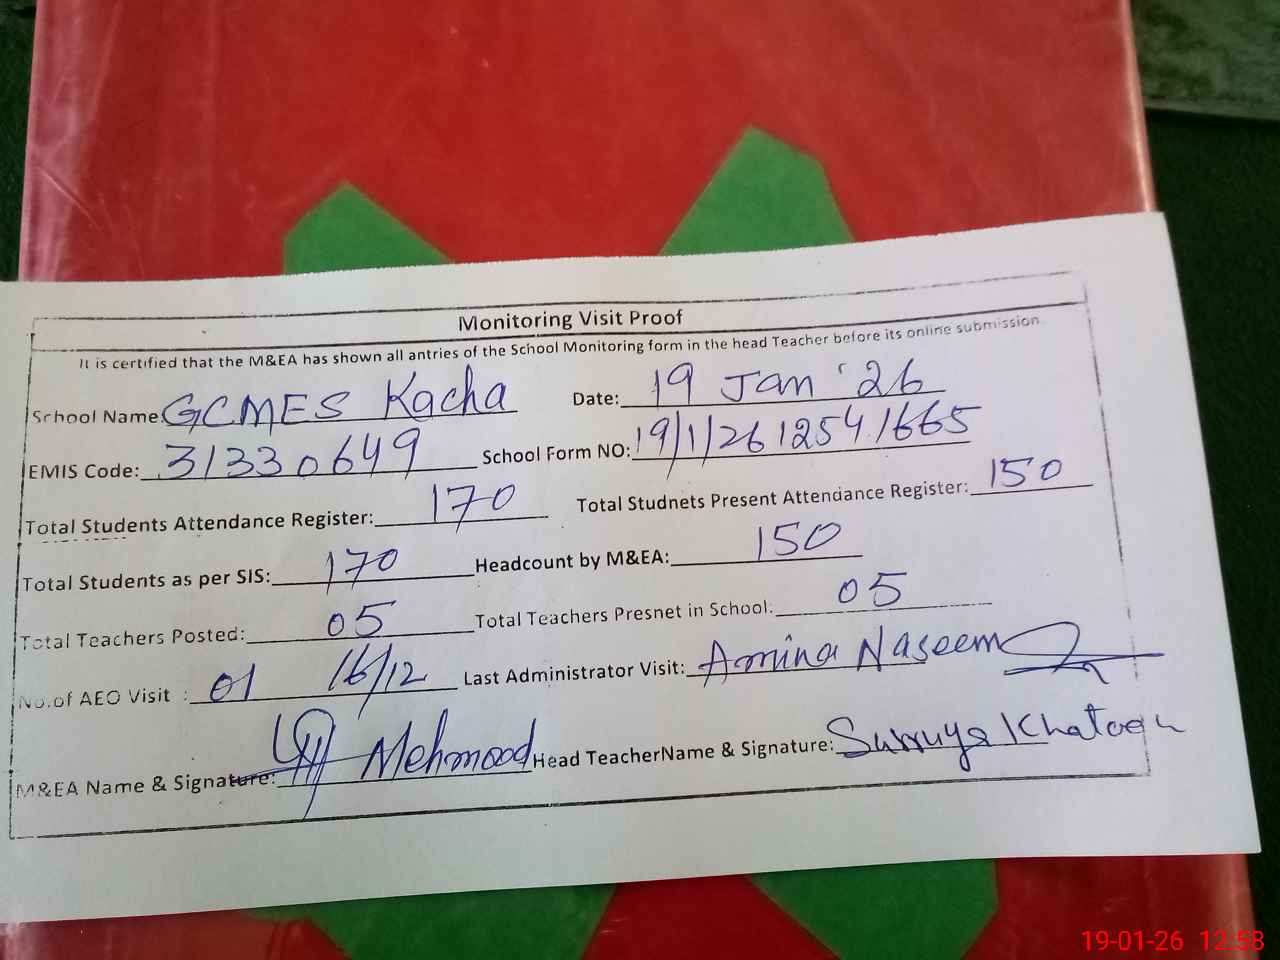 Monitoring Visit Proof
It is certified that the M&EA has shown all antries of the School Monitoring form in the head Teacher before its online submission.
School Name GCMES Kacha Date: 19 Jan '26
EMIS Code: 31330649 School Form NO: 19/1/26 1254 1665
Total Students Attendance Register: 170 Total Studnets Present Attendance Register: 150
Total Students as per SIS: 170 Headcount by M&EA: 150
Total Teachers Posted: 05 Total Teachers Presnet in School: 05
No.of AEO Visit : 01 16/12 Last Administrator Visit: Amina Naseem
M&EA Name & Signature: Mehmood Head TeacherName & Signature: Surruya Khatoon
19-01-26 12:58